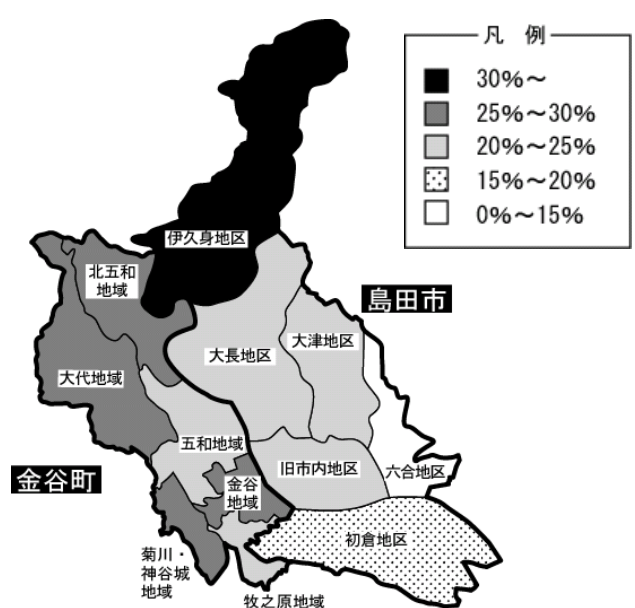 凡 例
30%~
25%~30%
20%~25%
15%~20%
0%~15%
伊久身地区
北五和
地域
島田市
大長地区
大津地区
大代地域
五和地域
旧市内地区
六合地区
金谷町
金谷
地域
初倉地区
菊川・
神谷城
地域
牧之原地域